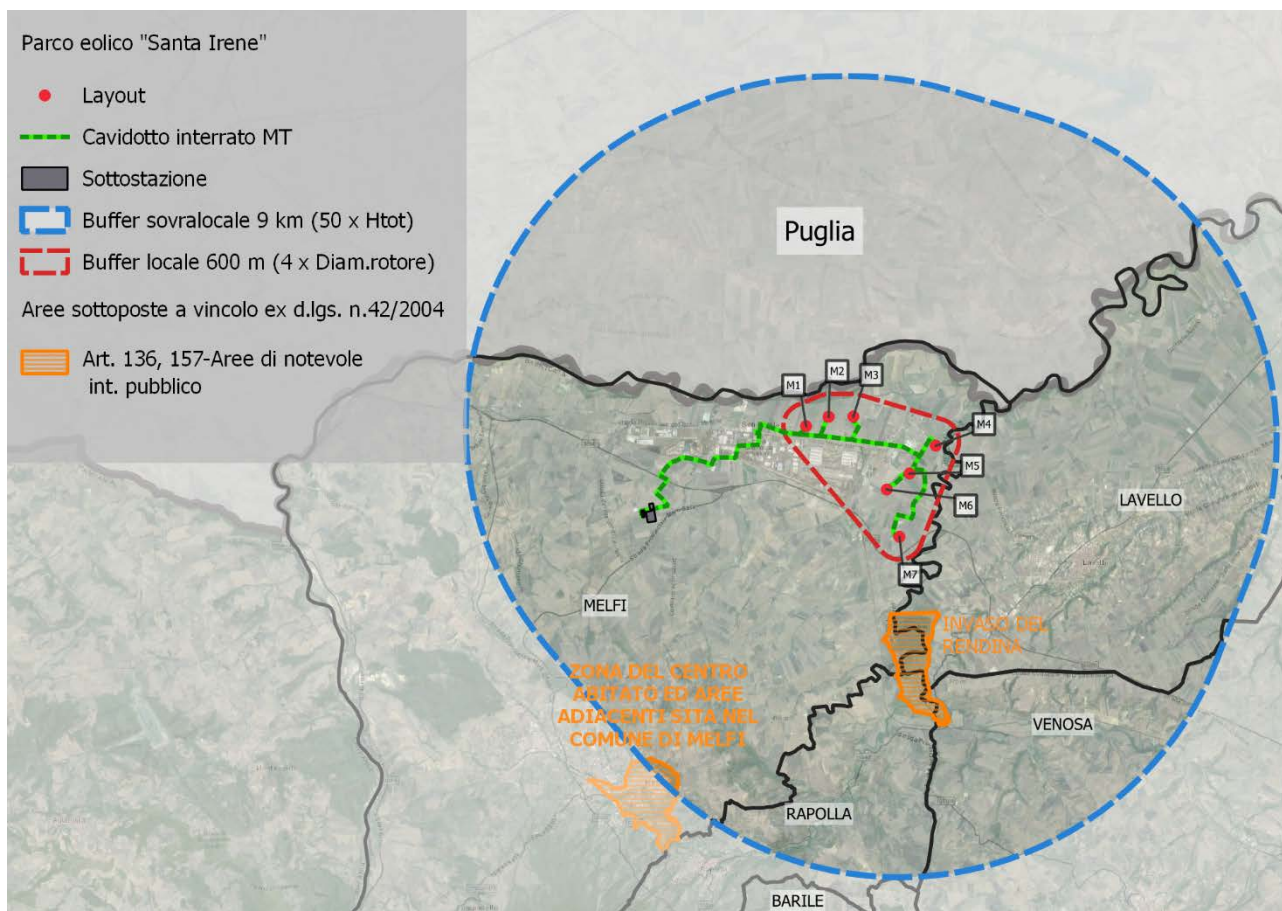 Parco eolico "Santa Irene"
Layout
Cavidotto interrato MT
Sottostazione
Buffer sovralocale 9 km (50 x Htot)
Buffer locale 600 m (4 x Diam.rotore)
Aree sottoposte a vincolo ex d.lgs. n.42/2004
Art. 136, 157-Aree di notevole
int. pubblico
Puglia
M1
M2
M3
M4
M5
M6
M7
LAVELLO
Lavello
MELFI
INVASO DEL
RENDINA
ZONA DEL CENTRO
ABITATO ED AREE
ADIACENTI SITA NEL
COMUNE DI MELFI
VENOSA
RAPOLLA
BARILE